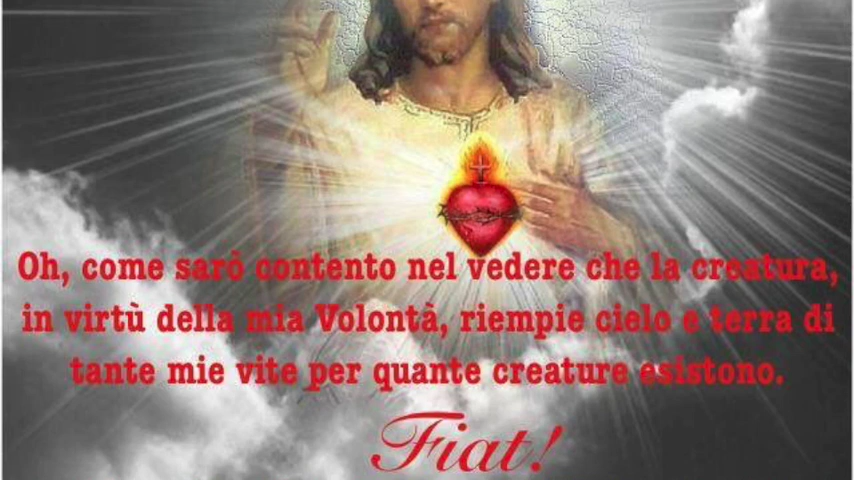 Oh, come sarò contento nel vedere che la creatura,
in virtù della mia Volontà, riempie cielo e terra di
tante mie vite per quante creature esistono.
Fiat!